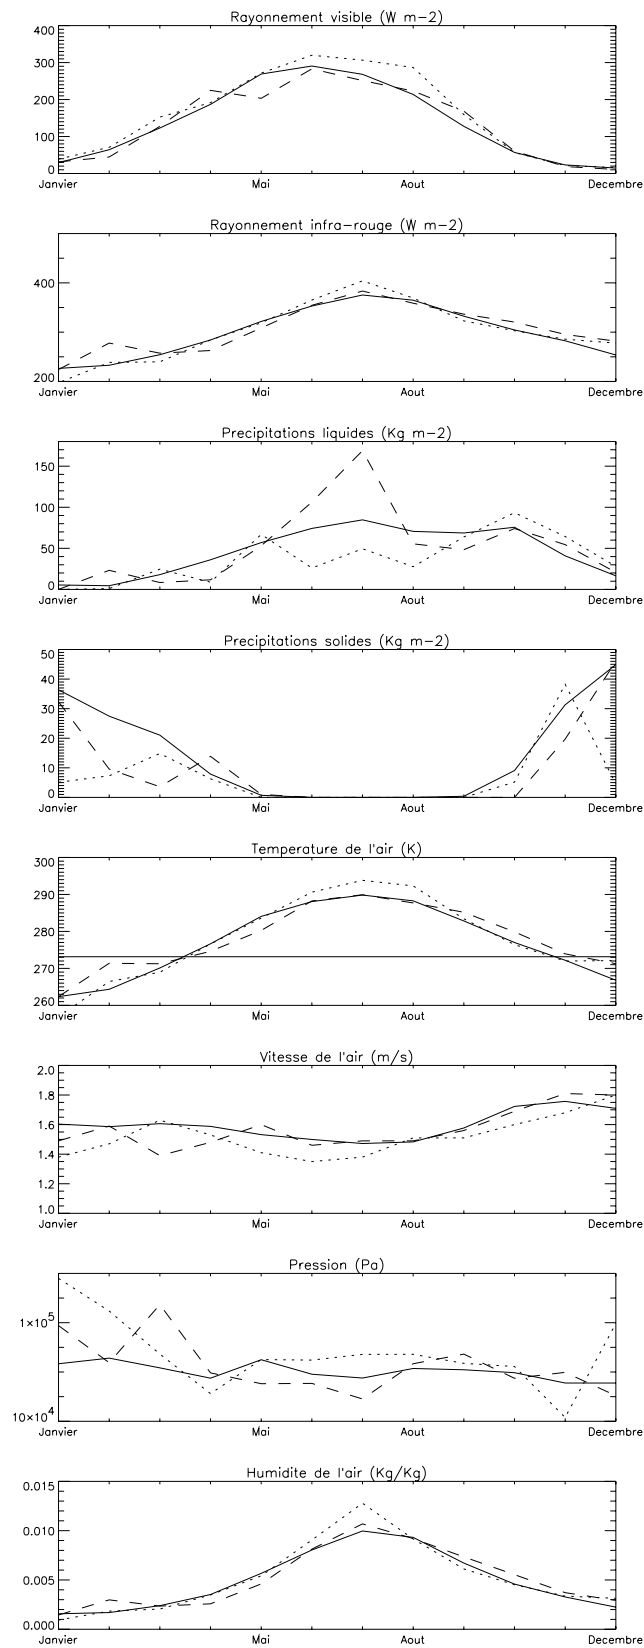 Rayonnement visible (W m-2)
400
300
200
100
0
Janvier Mai Aout Decembre
Rayonnement infra-rouge (W m-2)
400
200
Janvier Mai Aout Decembre
Precipitations liquides (Kg m-2)
150
100
50
0
Janvier Mai Aout Decembre
Precipitations solides (Kg m-2)
50
40
30
20
10
0
Janvier Mai Aout Decembre
Temperature de l'air (K)
300
290
280
270
260
Janvier Mai Aout Decembre
Vitesse de l'air (m/s)
2.0
1.8
1.6
1.4
1.2
1.0
Janvier Mai Aout Decembre
Pression (Pa)
1×10⁵
10×10⁴
Janvier Mai Aout Decembre
Humidite de l'air (Kg/Kg)
0.015
0.010
0.005
0.000
Janvier Mai Aout Decembre